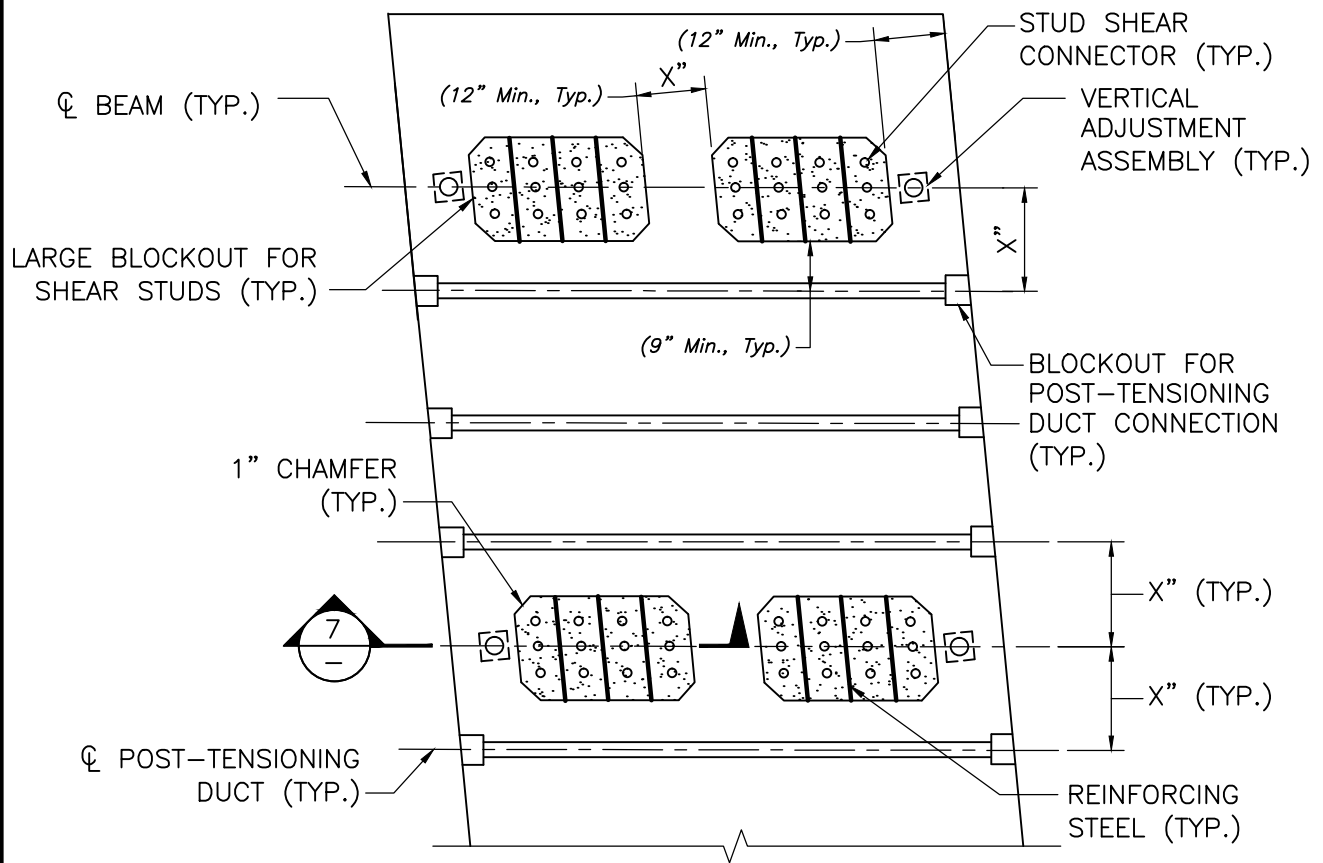 (12" Min., Typ.)
STUD SHEAR
CONNECTOR (TYP.)
X"
(12" Min., Typ.)
℄ BEAM (TYP.)
VERTICAL
ADJUSTMENT
ASSEMBLY (TYP.)
X"
LARGE BLOCKOUT FOR
SHEAR STUDS (TYP.)
(9" Min., Typ.)
BLOCKOUT FOR
POST-TENSIONING
DUCT CONNECTION
(TYP.)
1" CHAMFER
(TYP.)
X" (TYP.)
7
–
X" (TYP.)
℄ POST-TENSIONING
DUCT (TYP.)
REINFORCING
STEEL (TYP.)